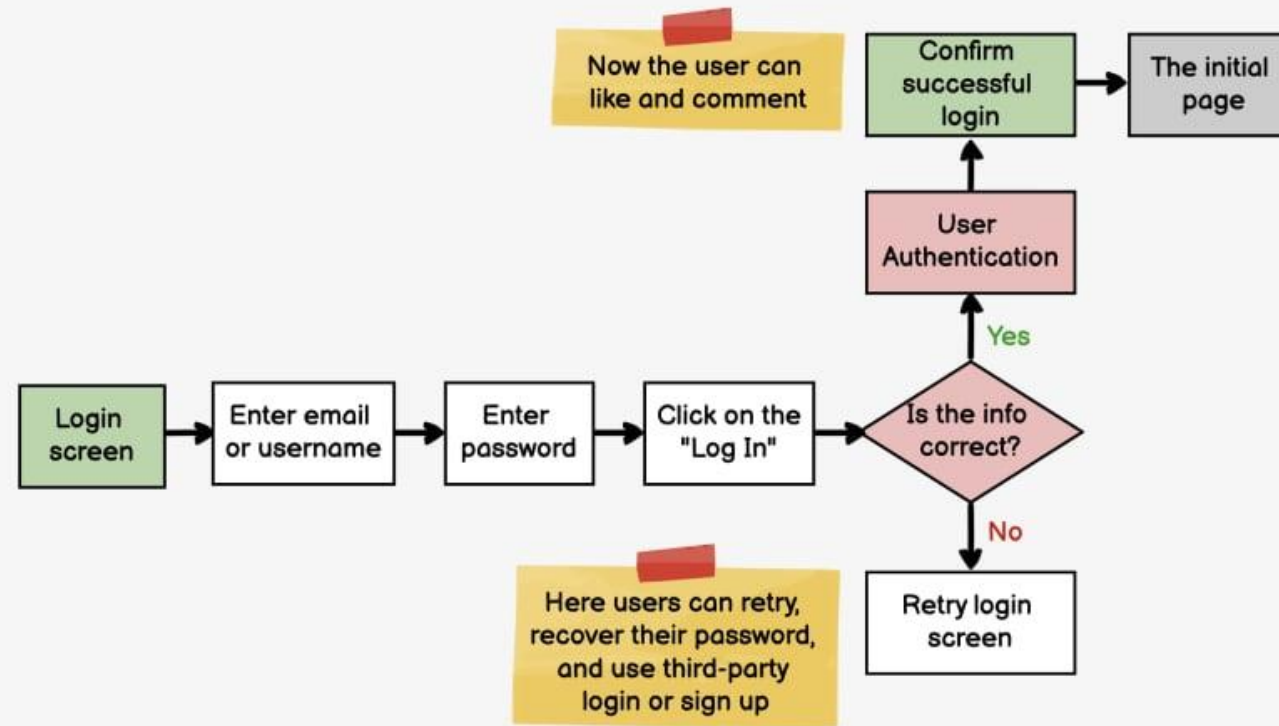 Now the user can
like and comment
Confirm
successful
login
The initial
page
User
Authentication
Yes
Login
screen
Enter email
or username
Enter
password
Click on the
"Log In"
Is the info
correct?
No
Here users can retry,
recover their password,
and use third-party
login or sign up
Retry login
screen